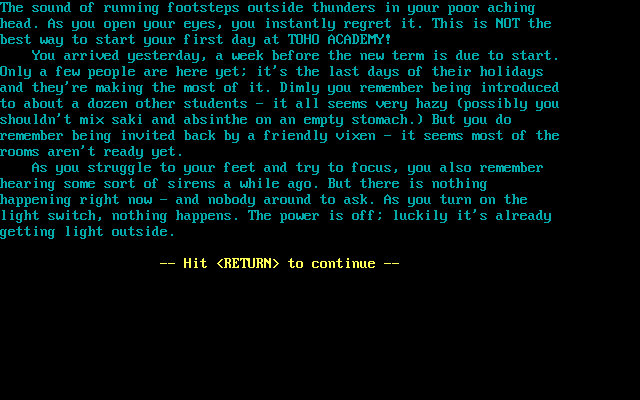 The sound of running footsteps outside thunders in your poor aching
head. As you open your eyes, you instantly regret it. This is NOT the
best way to start your first day at TOHO ACADEMY!
You arrived yesterday, a week before the new term is due to start.
Only a few people are here yet; it's the last days of their holidays
and they're making the most of it. Dimly you remember being introduced
to about a dozen other students - it all seems very hazy (possibly you
shouldn't mix saki and absinthe on an empty stomach.) But you do
remember being invited back by a friendly vixen - it seems most of the
rooms aren't ready yet.
As you struggle to your feet and try to focus, you also remember
hearing some sort of sirens a while ago. But there is nothing
happening right now - and nobody around to ask. As you turn on the
light switch, nothing happens. The power is off; luckily it's already
getting light outside.
-- Hit <RETURN> to continue --